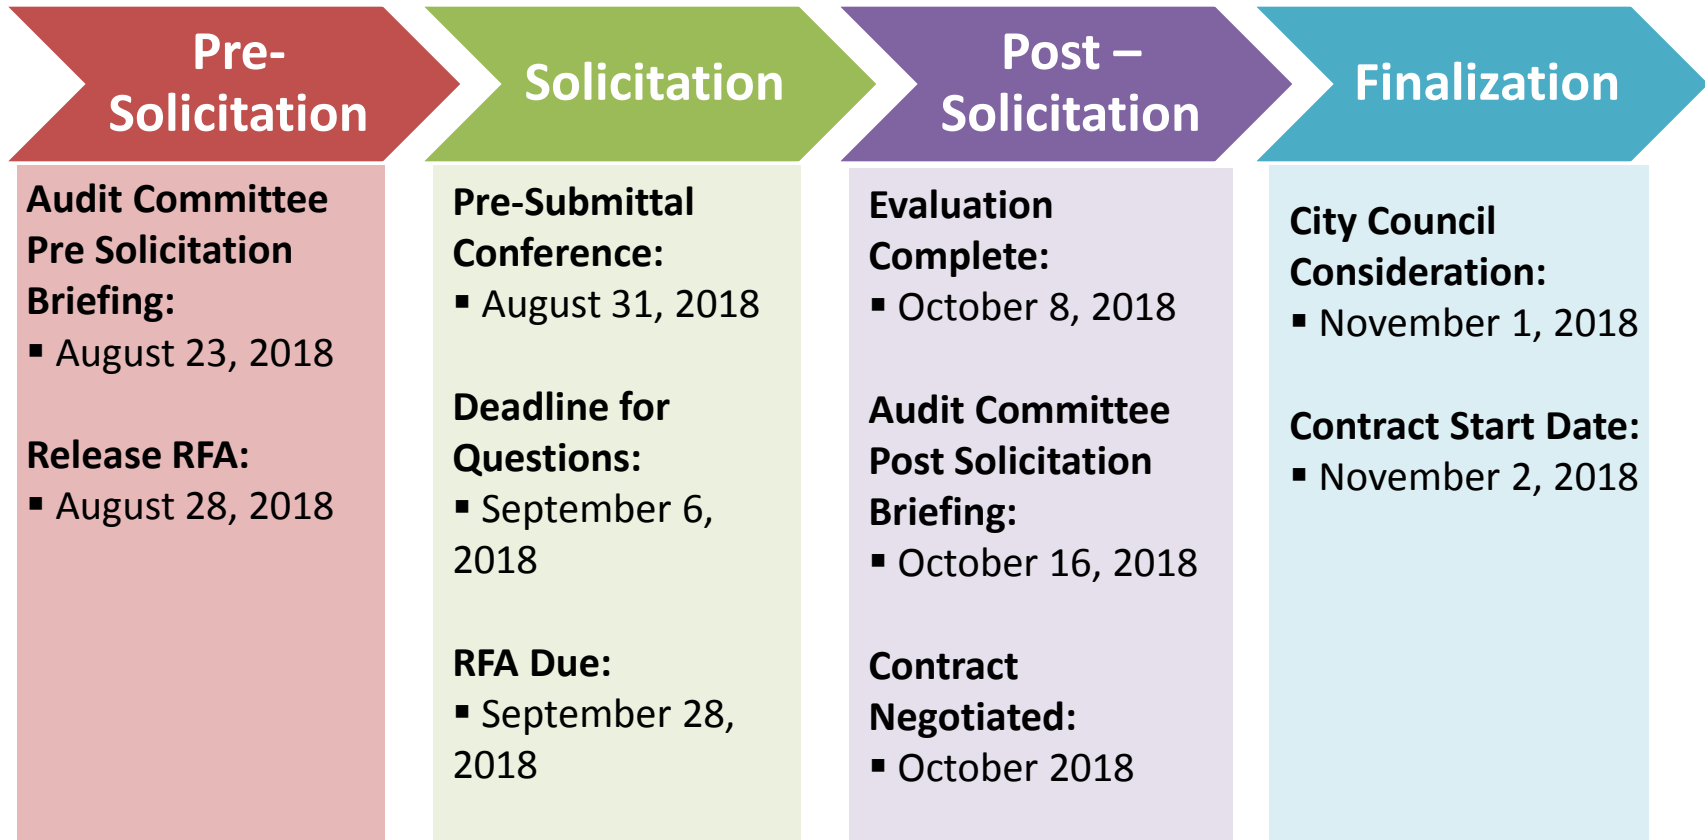 Pre-
Solicitation
Audit Committee
Pre Solicitation
Briefing:
▪ August 23, 2018
Release RFA:
▪ August 28, 2018
Solicitation
Pre-Submittal
Conference:
▪ August 31, 2018
Deadline for
Questions:
▪ September 6,
2018
RFA Due:
▪ September 28,
2018
Post –
Solicitation
Evaluation
Complete:
▪ October 8, 2018
Audit Committee
Post Solicitation
Briefing:
▪ October 16, 2018
Contract
Negotiated:
▪ October 2018
Finalization
City Council
Consideration:
▪ November 1, 2018
Contract Start Date:
▪ November 2, 2018